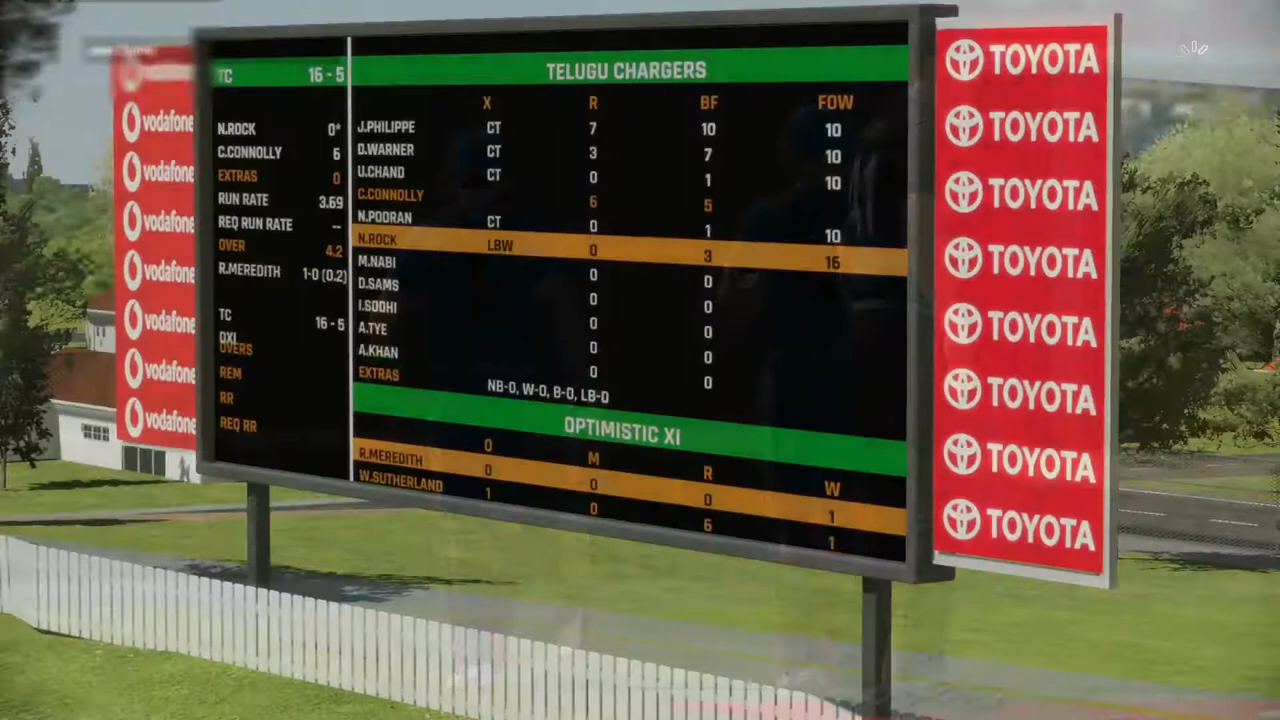 TC 16 - 5
N.ROCK 0*
C.CONNOLLY 6
EXTRAS 0
RUN RATE 3.69
REQ RUN RATE --
OVER 4.2
R.MEREDITH 1-0 (0.2)
TC 16 - 5
OXI
OVERS
REM
RR
REQ RR
TELUGU CHARGERS
X R BF FOW
J.PHILIPPE CT 7 10 10
D.WARNER CT 3 7 10
U.CHAND CT 0 1 10
C.CONNOLLY 6 5
N.POORAN CT 0 1 10
N.ROCK LBW 0 3 16
M.NABI 0 0
D.SAMS 0 0
I.SODHI 0 0
A.TYE 0 0
A.KHAN 0 0
EXTRAS NB-0, W-0, B-0, LB-0
OPTIMISTIC XI
O M R W
R.MEREDITH 0 0 0 1
W.SUTHERLAND 1 0 6 1
vodafone
vodafone
vodafone
vodafone
vodafone
vodafone
vodafone
TOYOTA
TOYOTA
TOYOTA
TOYOTA
TOYOTA
TOYOTA
TOYOTA
TOYOTA